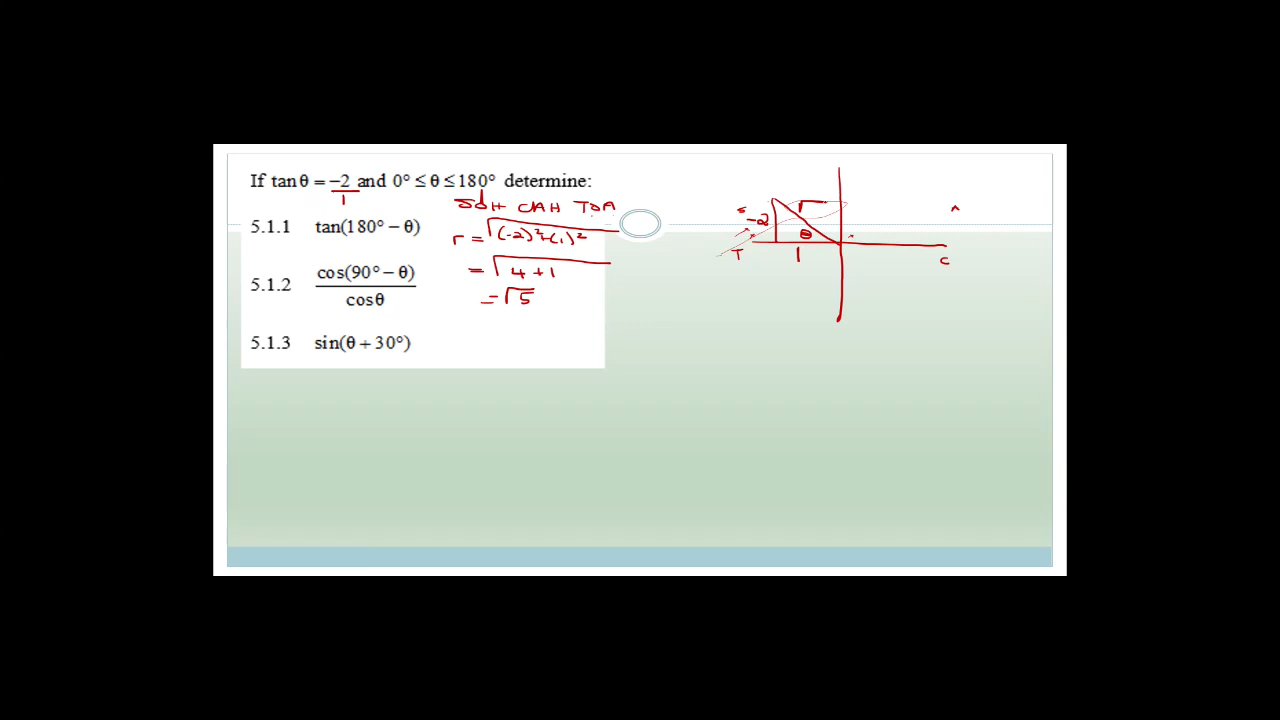 If tanθ = -2 and 0° ≤ θ ≤ 180° determine:
1
SOH CAH TOA
5.1.1 tan(180° − θ)
r = √(-2)²+(1)²
= √4+1
= √5
5.1.2 cos(90° − θ)
cosθ
5.1.3 sin(θ + 30°)
S
A
-2
r
θ
T
1
C